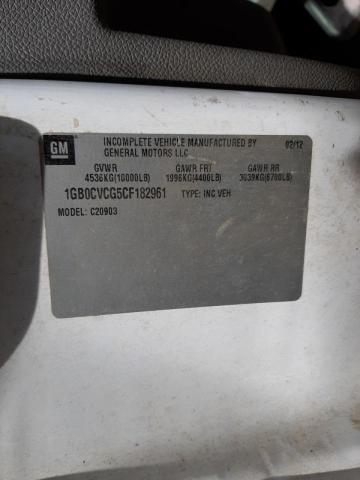 GM
INCOMPLETE VEHICLE MANUFACTURED BY 02/12
GENERAL MOTORS LLC
GVWR GAWR FRT GAWR RR
4536KG(10000LB) 1996KG(4400LB) 3039KG(6700LB)
1GB0CVCG5CF182961 TYPE: INC VEH
MODEL: C20903